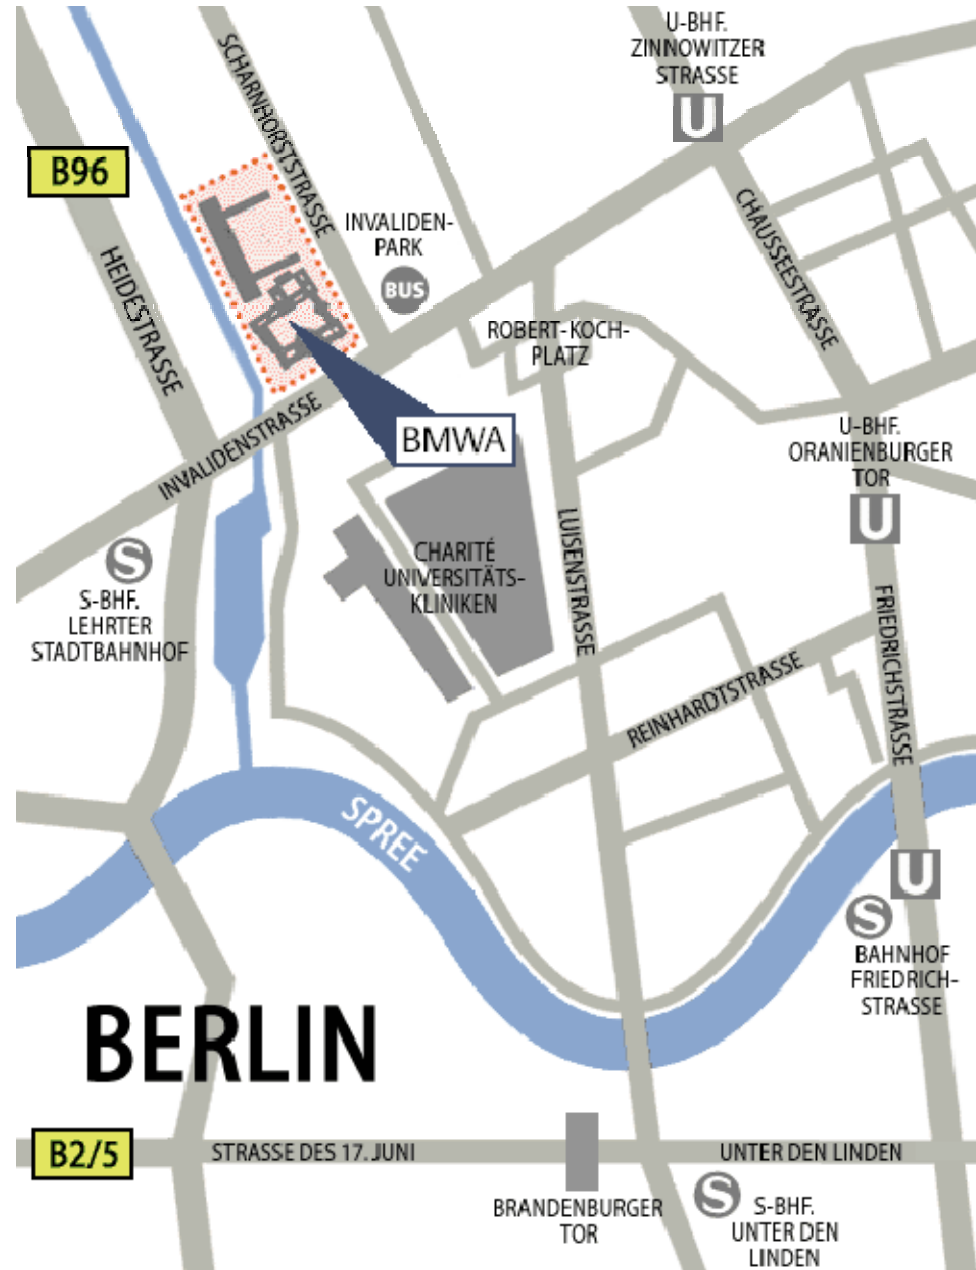 U-BHF.
ZINNOWITZER
STRASSE
U
SCHARNHORSTSTRASSE
B96
INVALIDEN-
PARK
BUS
HEIDESTRASSE
CHAUSSEESTRASSE
ROBERT-KOCH-
PLATZ
INVALIDENSTRASSE
BMWA
U-BHF.
ORANIENBURGER
TOR
U
S
S-BHF.
LEHRTER
STADTBAHNHOF
CHARITÉ
UNIVERSITÄTS-
KLINIKEN
LUISENSTRASSE
FRIEDRICHSTRASSE
REINHARDTSTRASSE
SPREE
U
S
BAHNHOF
FRIEDRICH-
STRASSE
BERLIN
B2/5
STRASSE DES 17. JUNI
UNTER DEN LINDEN
BRANDENBURGER
TOR
S
S-BHF.
UNTER DEN
LINDEN